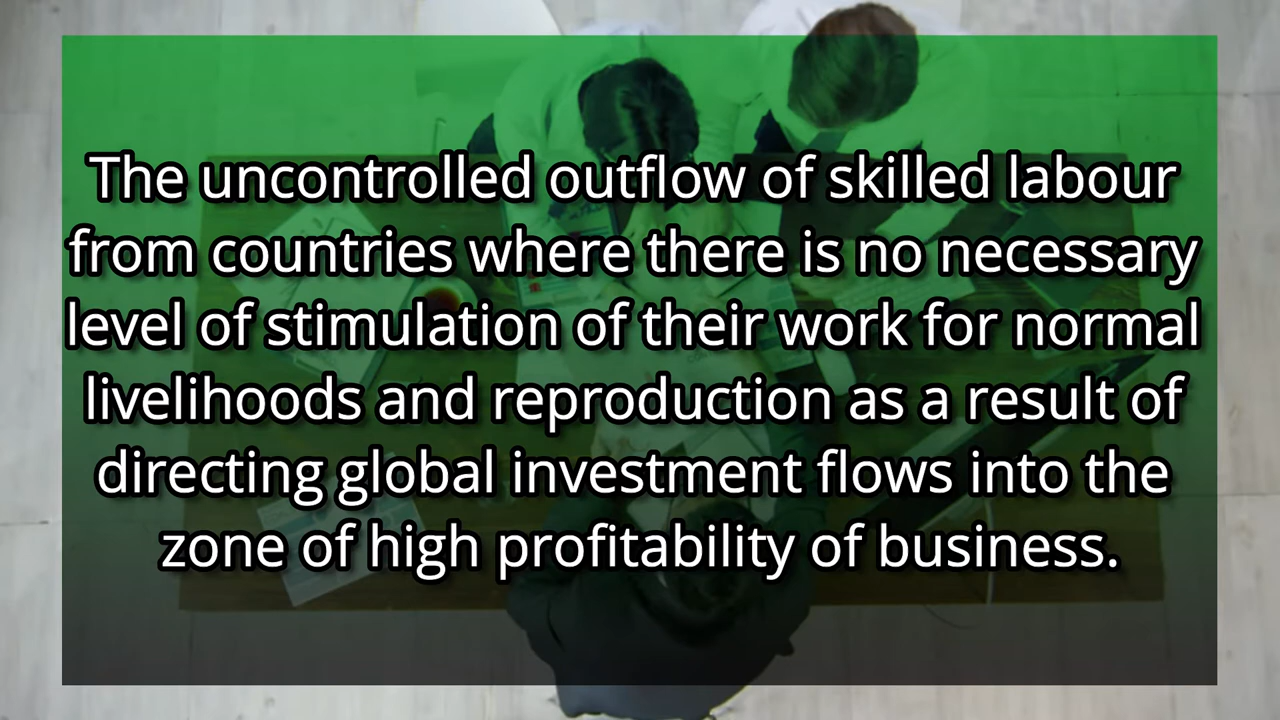 The uncontrolled outflow of skilled labour
from countries where there is no necessary
level of stimulation of their work for normal
livelihoods and reproduction as a result of
directing global investment flows into the
zone of high profitability of business.